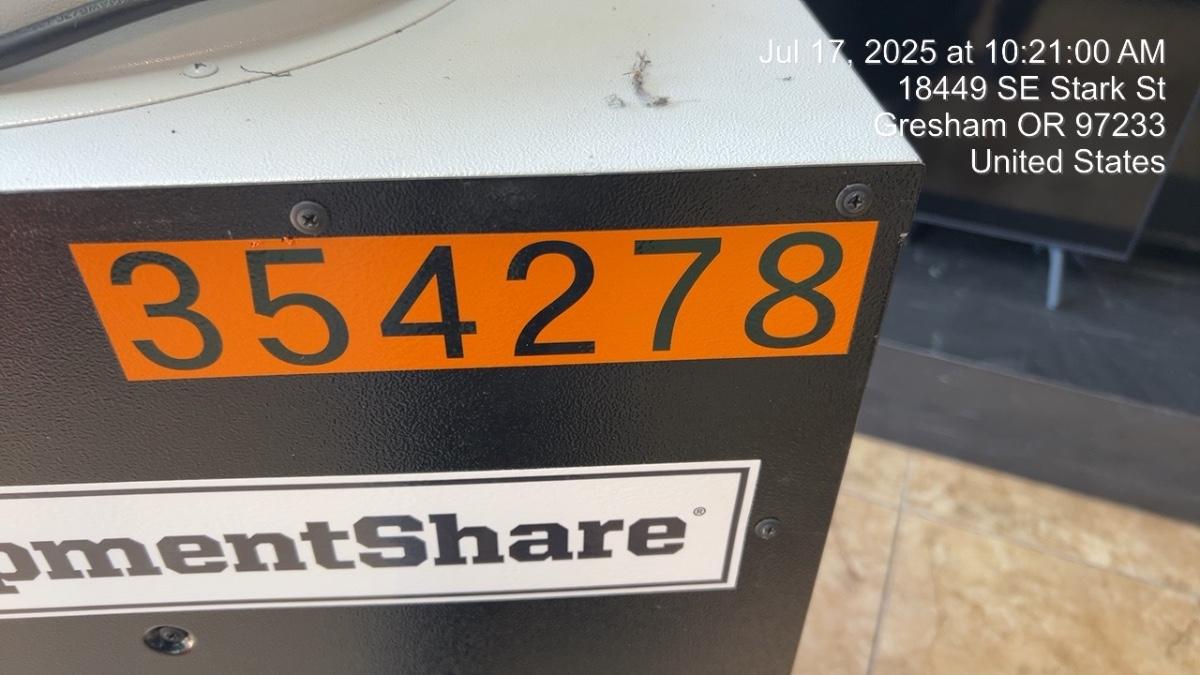 Jul 17, 2025 at 10:21:00 AM
18449 SE Stark St
Gresham OR 97233
United States
354278
pmentShare®